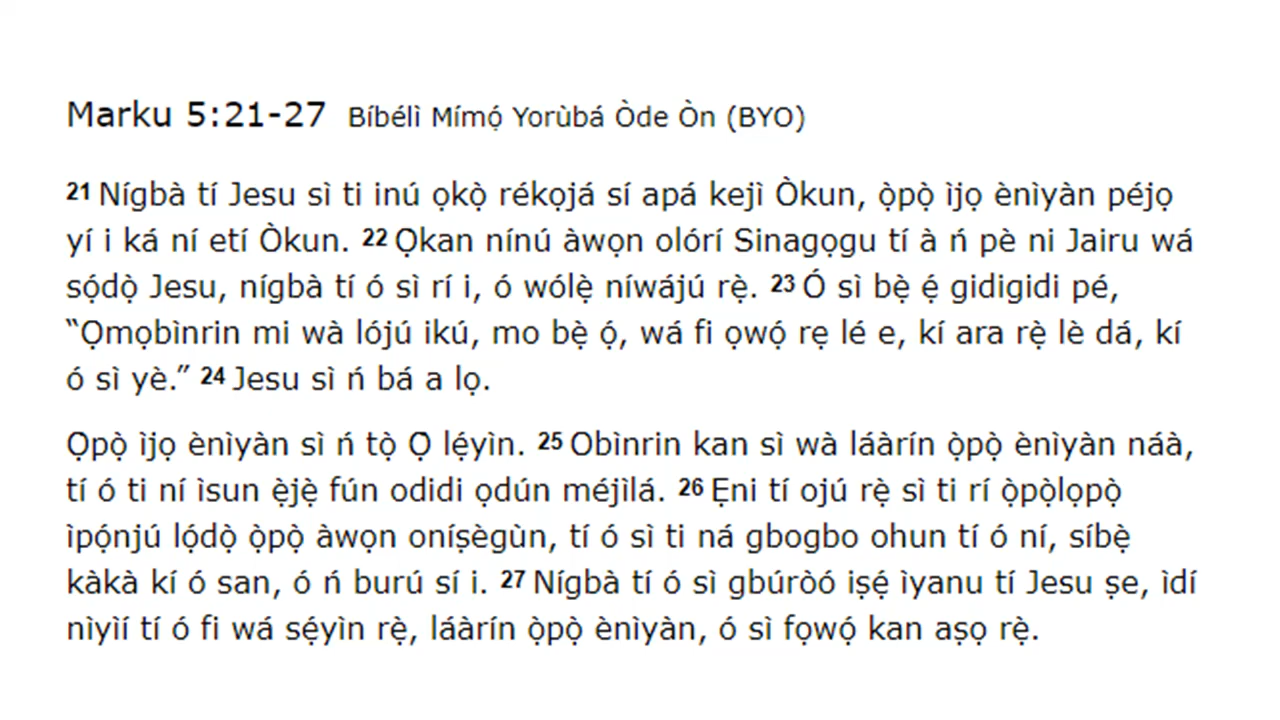 Marku 5:21-27 Bíbélì Mímọ́ Yorùbá Òde Òn (BYO)
21 Nígbà tí Jesu sì ti inú ọkọ̀ rékọjá sí apá kejì Òkun, ọ̀pọ̀ ìjọ ènìyàn péjọ
yí i ká ní etí Òkun. 22 Ọkan nínú àwọn olórí Sinagọgu tí à ń pè ni Jairu wá
sọ́dọ̀ Jesu, nígbà tí ó sì rí i, ó wólẹ̀ níwájú rẹ̀. 23 Ó sì bẹ̀ ẹ́ gidigidi pé,
“Ọmọbìnrin mi wà lójú ikú, mo bẹ̀ ọ́, wá fi ọwọ́ rẹ lé e, kí ara rẹ̀ lè dá, kí
ó sì yè.” 24 Jesu sì ń bá a lọ.
Ọ̀pọ̀ ìjọ ènìyàn sì ń tọ̀ Ọ́ lẹ́yìn. 25 Obìnrin kan sì wà láàrín ọ̀pọ̀ ènìyàn náà,
tí ó ti ní ìsun ẹ̀jẹ̀ fún odidi ọdún méjìlá. 26 Ẹni tí ojú rẹ̀ sì ti rí ọ̀pọ̀lọpọ̀
ìpọ́njú lọ́dọ̀ ọ̀pọ̀ àwọn oníṣègùn, tí ó sì ti ná gbogbo ohun tí ó ní, síbẹ̀
kàkà kí ó san, ó ń burú sí i. 27 Nígbà tí ó sì gbúròó iṣẹ́ ìyanu tí Jesu ṣe, ìdí
nìyìí tí ó fi wá sẹ́yìn rẹ̀, láàrín ọ̀pọ̀ ènìyàn, ó sì fọwọ́ kan aṣọ rẹ̀.